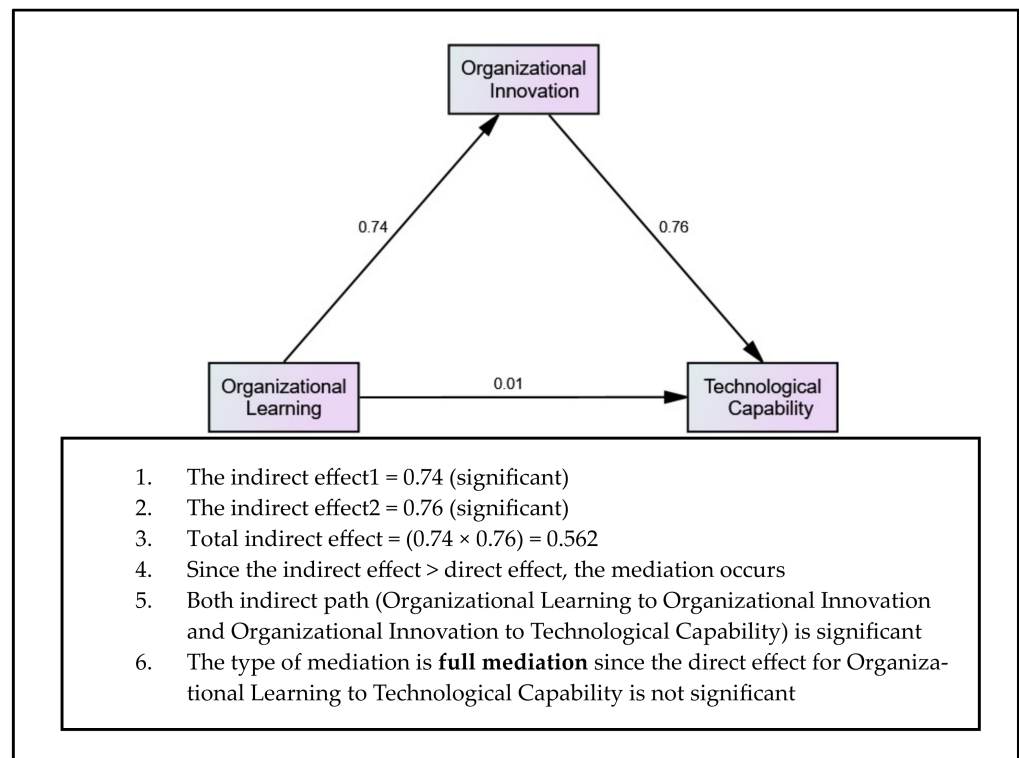 Organizational
Innovation
0.74
0.76
Organizational
Learning
0.01
Technological
Capability
1. The indirect effect1 = 0.74 (significant)
2. The indirect effect2 = 0.76 (significant)
3. Total indirect effect = (0.74 × 0.76) = 0.562
4. Since the indirect effect > direct effect, the mediation occurs
5. Both indirect path (Organizational Learning to Organizational Innovation
and Organizational Innovation to Technological Capability) is significant
6. The type of mediation is full mediation since the direct effect for Organiza-
tional Learning to Technological Capability is not significant